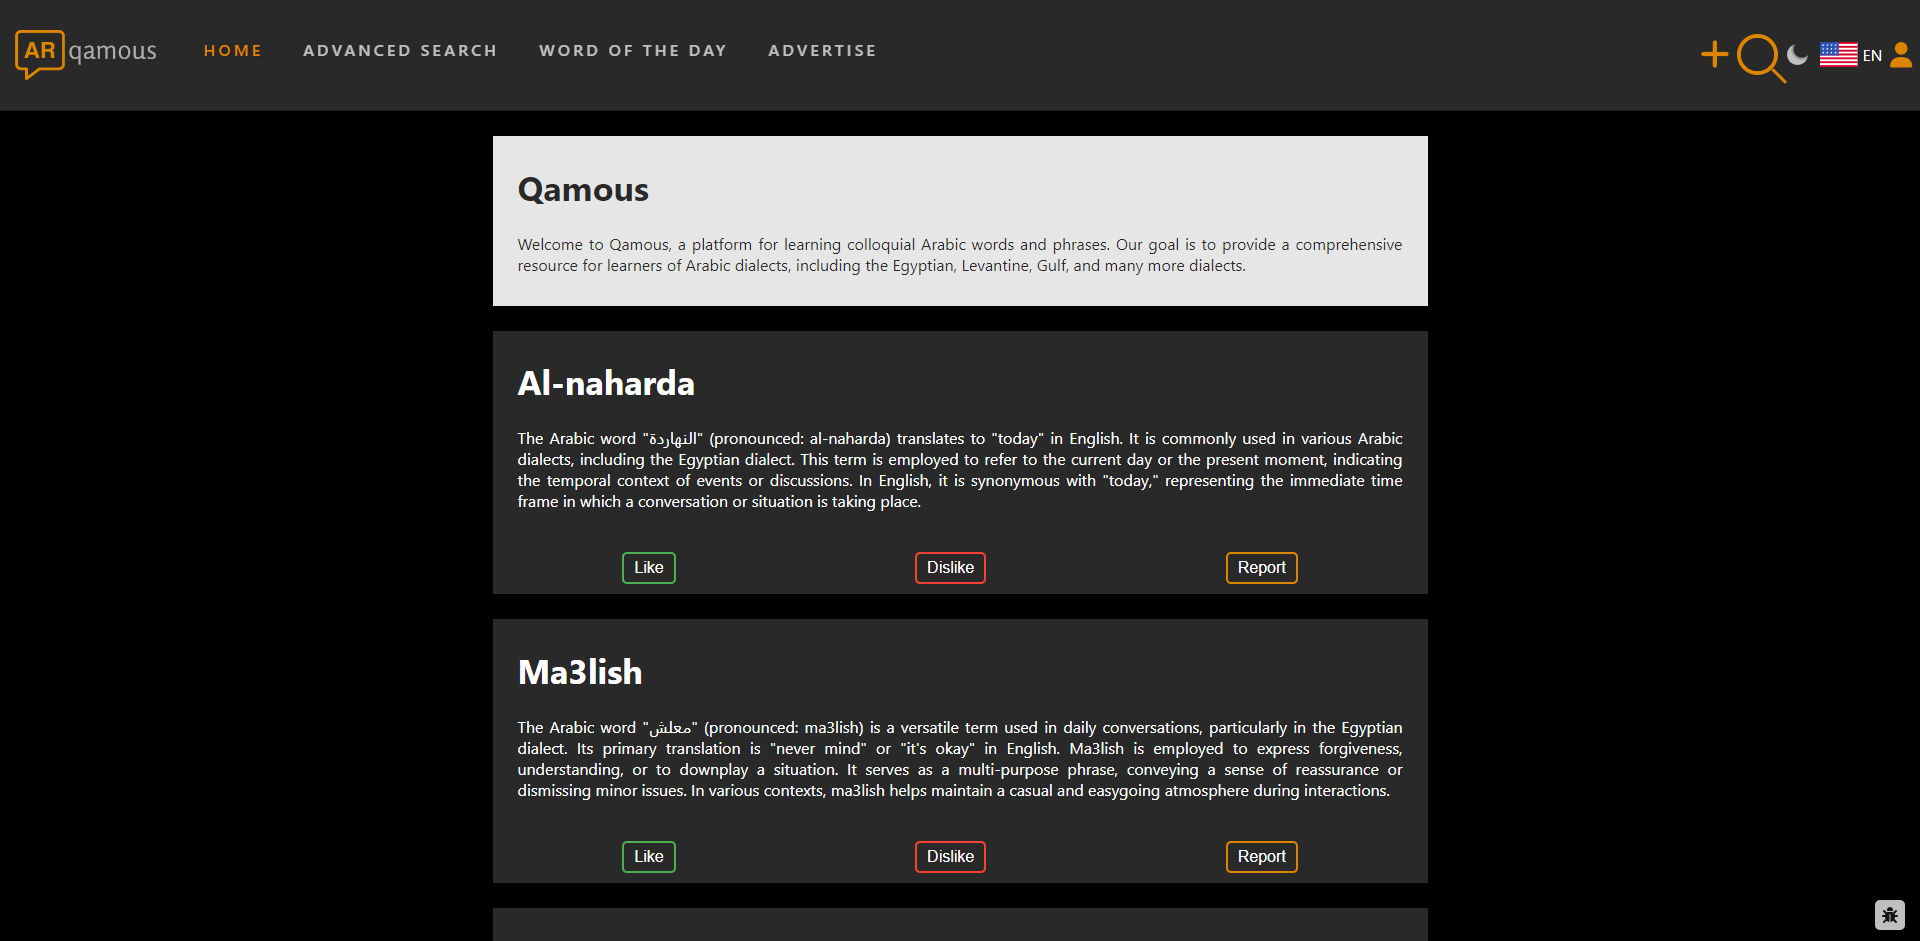 AR qamous HOME ADVANCED SEARCH WORD OF THE DAY ADVERTISE EN
Qamous
Welcome to Qamous, a platform for learning colloquial Arabic words and phrases. Our goal is to provide a comprehensive
resource for learners of Arabic dialects, including the Egyptian, Levantine, Gulf, and many more dialects.
Al-naharda
The Arabic word "النهاردة" (pronounced: al-naharda) translates to "today" in English. It is commonly used in various Arabic
dialects, including the Egyptian dialect. This term is employed to refer to the current day or the present moment, indicating
the temporal context of events or discussions. In English, it is synonymous with "today," representing the immediate time
frame in which a conversation or situation is taking place.
Like Dislike Report
Ma3lish
The Arabic word "معلش" (pronounced: ma3lish) is a versatile term used in daily conversations, particularly in the Egyptian
dialect. Its primary translation is "never mind" or "it's okay" in English. Ma3lish is employed to express forgiveness,
understanding, or to downplay a situation. It serves as a multi-purpose phrase, conveying a sense of reassurance or
dismissing minor issues. In various contexts, ma3lish helps maintain a casual and easygoing atmosphere during interactions.
Like Dislike Report